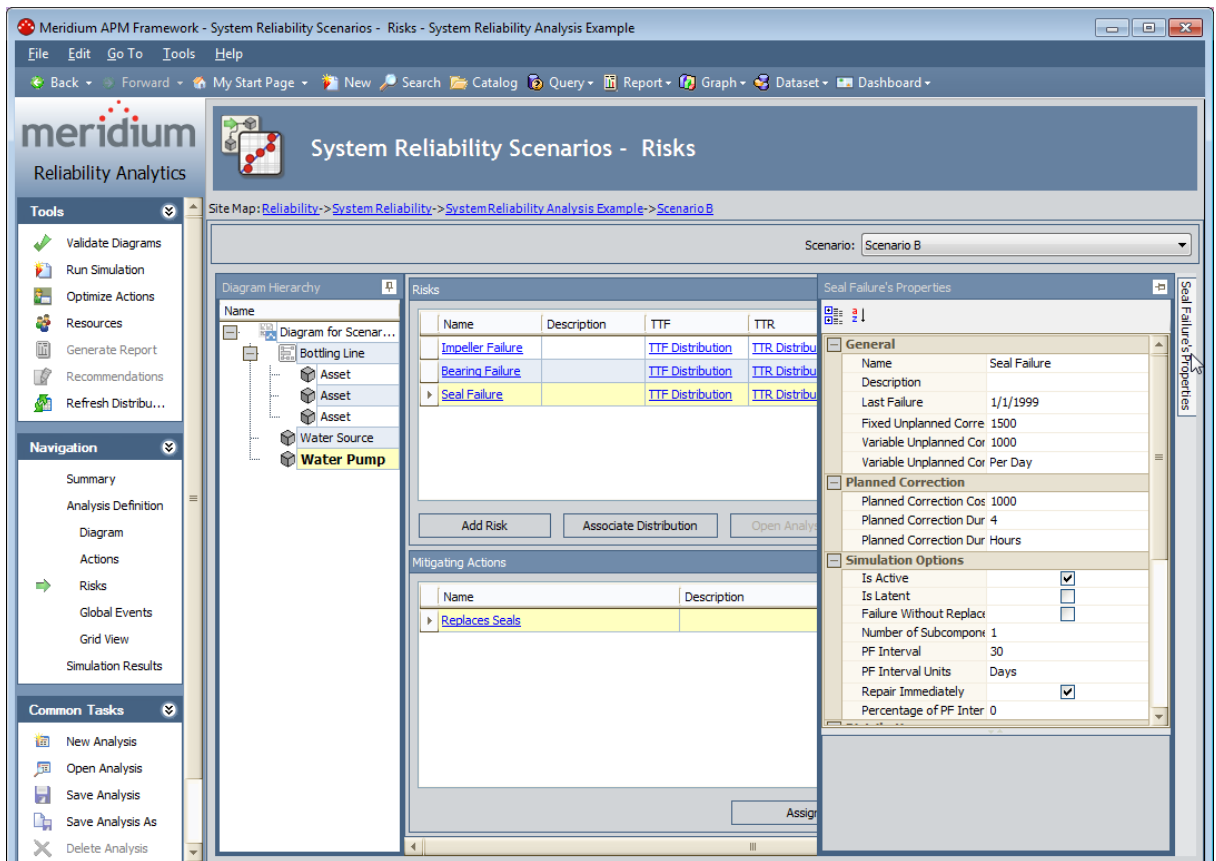 Meridium APM Framework - System Reliability Scenarios -  Risks - System Reliability Analysis Example
File Edit Go To Tools Help
Back Forward My Start Page New Search Catalog Query Report Graph Dataset Dashboard
meridium
Reliability Analytics
System Reliability Scenarios -  Risks
Site Map: Reliability->System Reliability->System Reliability Analysis Example->Scenario B
Scenario: Scenario B
Tools
Validate Diagrams
Run Simulation
Optimize Actions
Resources
Generate Report
Recommendations
Refresh Distribu...
Navigation
Summary
Analysis Definition
Diagram
Actions
Risks
Global Events
Grid View
Simulation Results
Common Tasks
New Analysis
Open Analysis
Save Analysis
Save Analysis As
Delete Analysis
Diagram Hierarchy
Name
Diagram for Scenar...
Bottling Line
Asset
Asset
Asset
Water Source
Water Pump
Risks
Name Description TTF TTR
Impeller Failure TTF Distribution TTR Distribu
Bearing Failure TTF Distribution TTR Distribu
Seal Failure TTF Distribution TTR Distribu
Add Risk Associate Distribution Open Analys
Mitigating Actions
Name Description
Replaces Seals
Assign
Seal Failure's Properties
General
Name Seal Failure
Description
Last Failure 1/1/1999
Fixed Unplanned Corre 1500
Variable Unplanned Cor 1000
Variable Unplanned Cor Per Day
Planned Correction
Planned Correction Cos 1000
Planned Correction Dur 4
Planned Correction Dur Hours
Simulation Options
Is Active
Is Latent
Failure Without Replace
Number of Subcompone 1
PF Interval 30
PF Interval Units Days
Repair Immediately
Percentage of PF Inter 0
Seal Failure's Properties